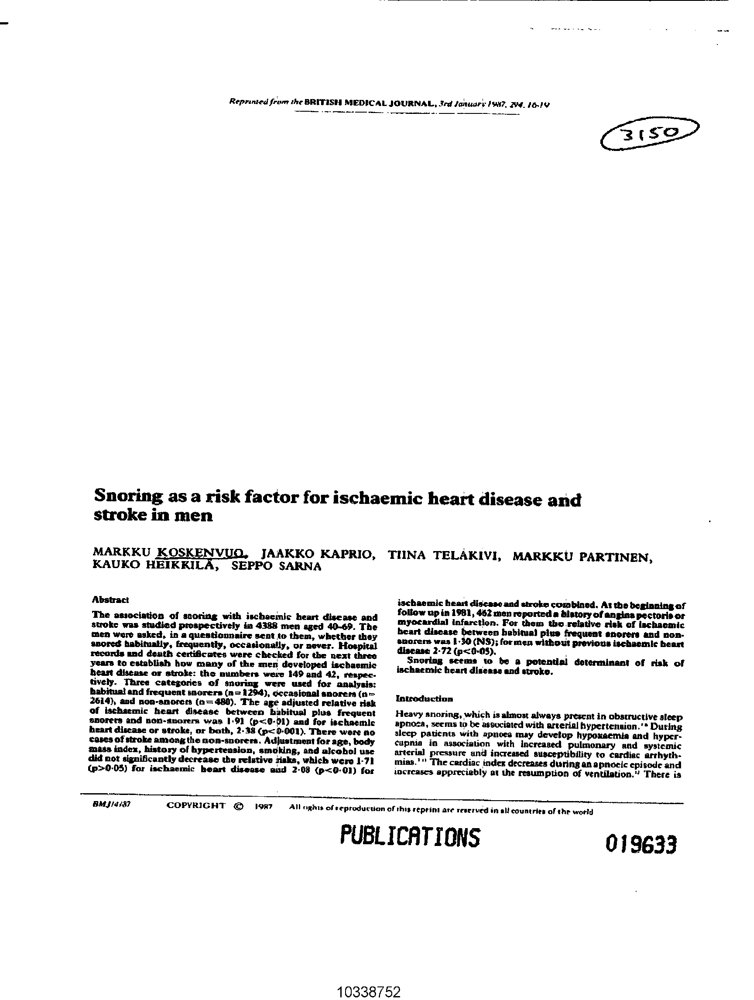 Reprinted from the BRITISH MEDICAL JOURNAL, 3rd January 1987, 294, 16-19
3150
Snoring as a risk factor for ischaemic heart disease and
stroke in men
MARKKU KOSKENVUO, JAAKKO KAPRIO, TIINA TELAKIVI, MARKKU PARTINEN,
KAUKO HEIKKILÄ, SEPPO SARNA
Abstract
The association of snoring with ischaemic heart disease and
stroke was studied prospectively in 4388 men aged 40-69. The
men were asked, in a questionnaire sent to them, whether they
snored habitually, frequently, occasionally, or never. Hospital
records and death certificates were checked for the next three
years to establish how many of the men developed ischaemic
heart disease or stroke: the numbers were 149 and 42, respec-
tively. Three categories of snoring were used for analysis:
habitual and frequent snorers (n=1294), occasional snorers (n=
2614), and non-snorers (n=480). The age adjusted relative risk
of ischaemic heart disease between habitual plus frequent
snorers and non-snorers was 1·91 (p<0·01) and for ischaemic
heart disease or stroke, or both, 2·38 (p<0·001). There were no
cases of stroke among the non-snorers. Adjustment for age, body
mass index, history of hypertension, smoking, and alcohol use
did not significantly decrease the relative risks, which were 1·71
(p>0·05) for ischaemic heart disease and 2·08 (p<0·01) for
ischaemic heart disease and stroke combined. At the beginning of
follow up in 1981, 462 men reported a history of angina pectoris or
myocardial infarction. For them the relative risk of ischaemic
heart disease between habitual plus frequent snorers and non-
snorers was 1·30 (NS); for men without previous ischaemic heart
disease 2·72 (p<0·05).
Snoring seems to be a potential determinant of risk of
ischaemic heart disease and stroke.
Introduction
Heavy snoring, which is almost always present in obstructive sleep
apnoea, seems to be associated with arterial hypertension. During
sleep patients with apnoea may develop hypoxaemia and hyper-
capnia in association with increased pulmonary and systemic
arterial pressure and increased susceptibility to cardiac arrhyth-
mias. The cardiac index decreases during an apnoeic episode and
increases appreciably at the resumption of ventilation. There is
BMJ/4/87 COPYRIGHT © 1987 All rights of reproduction of this reprint are reserved in all countries of the world
PUBLICATIONS
019633
10338752